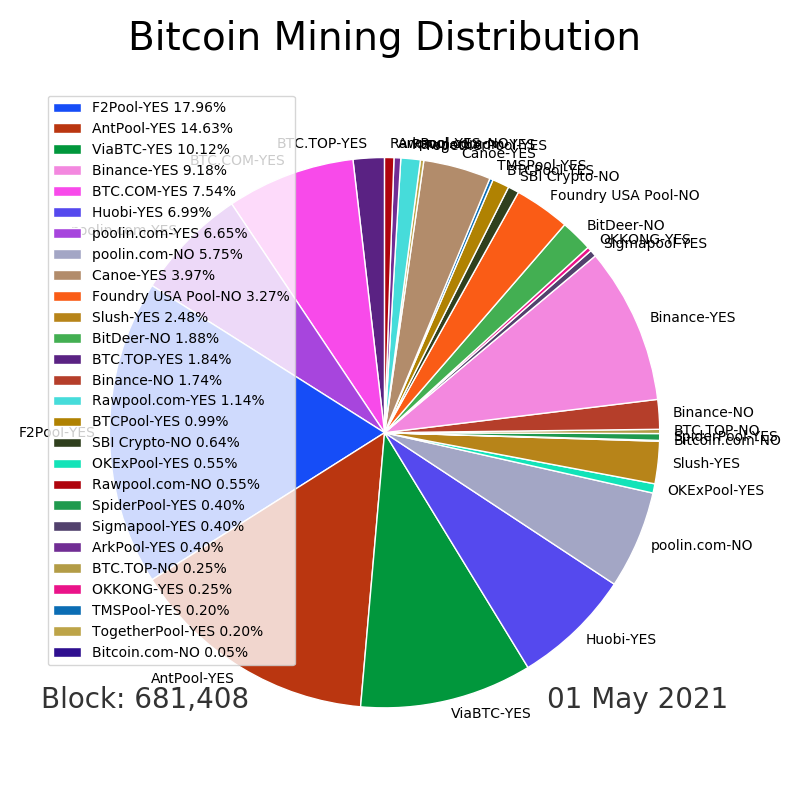 Bitcoin Mining Distribution
F2Pool-YES 17.96%
AntPool-YES 14.63%
ViaBTC-YES 10.12%
Binance-YES 9.18%
BTC.COM-YES 7.54%
Huobi-YES 6.99%
poolin.com-YES 6.65%
poolin.com-NO 5.75%
Canoe-YES 3.97%
Foundry USA Pool-NO 3.27%
Slush-YES 2.48%
BitDeer-NO 1.88%
BTC.TOP-YES 1.84%
Binance-NO 1.74%
Rawpool.com-YES 1.14%
BTCPool-YES 0.99%
SBI Crypto-NO 0.64%
OKExPool-YES 0.55%
Rawpool.com-NO 0.55%
SpiderPool-YES 0.40%
Sigmapool-YES 0.40%
ArkPool-YES 0.40%
BTC.TOP-NO 0.25%
OKKONG-YES 0.25%
TMSPool-YES 0.20%
TogetherPool-YES 0.20%
Bitcoin.com-NO 0.05%
BTC.TOP-YES
BTC.COM-YES
poolin.com-YES
F2Pool-YES
AntPool-YES
ViaBTC-YES
Huobi-YES
poolin.com-NO
OKExPool-YES
Slush-YES
Bitcoin.com-NO
SpiderPool-YES
BTC.TOP-NO
Binance-NO
Binance-YES
Sigmapool-YES
OKKONG-YES
BitDeer-NO
Foundry USA Pool-NO
SBI Crypto-NO
BTCPool-YES
TMSPool-YES
Canoe-YES
Block: 681,408
01 May 2021